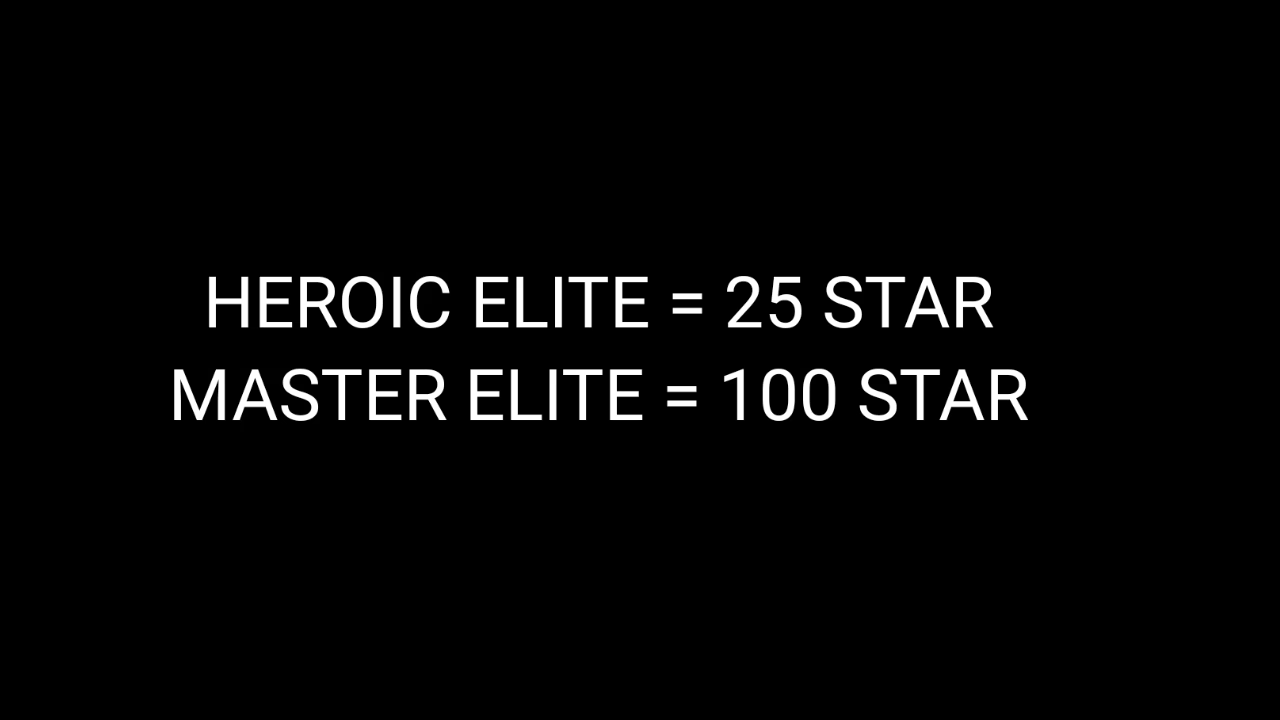 HEROIC ELITE = 25 STAR
MASTER ELITE = 100 STAR